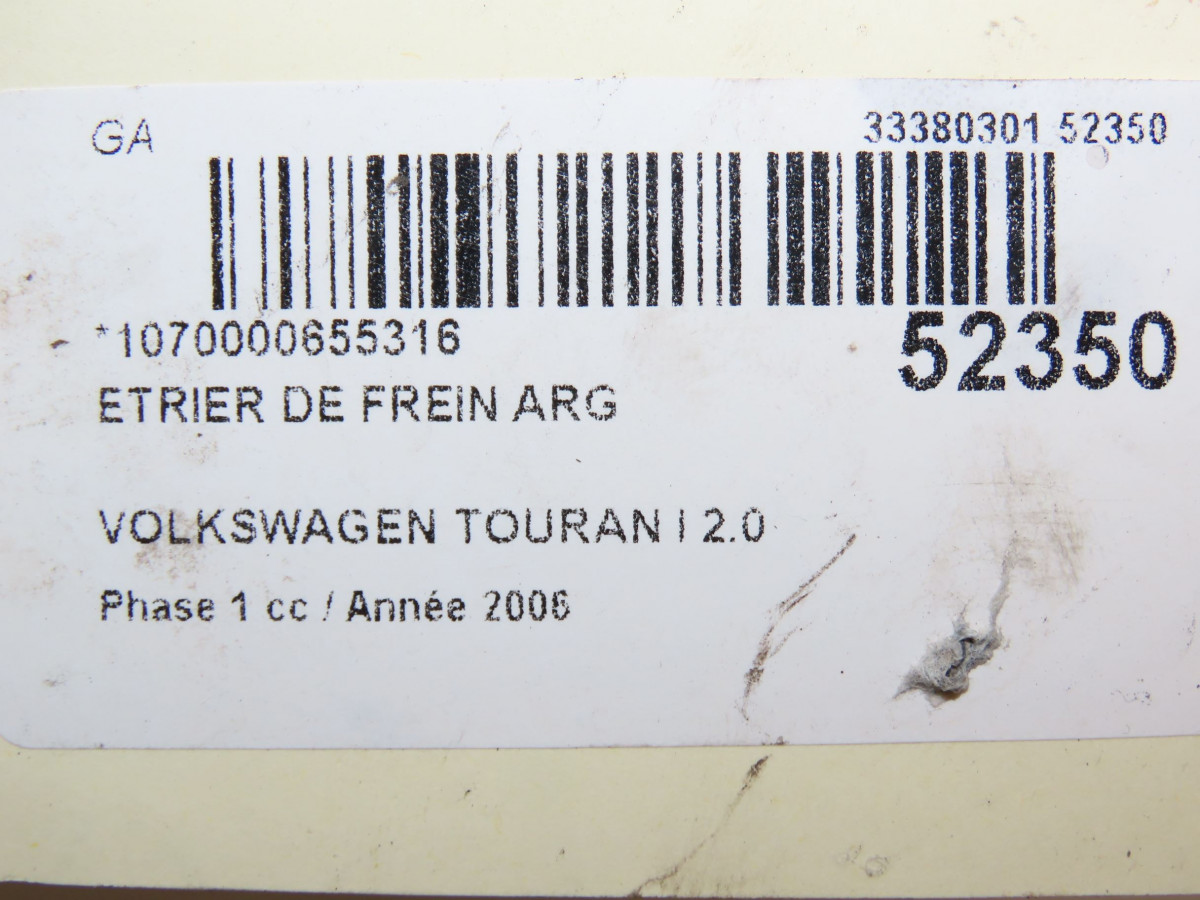 GA
33380301 52350
*1070000655316
52350
ETRIER DE FREIN ARG
VOLKSWAGEN TOURAN I 2.0
Phase 1 cc / Année 2006